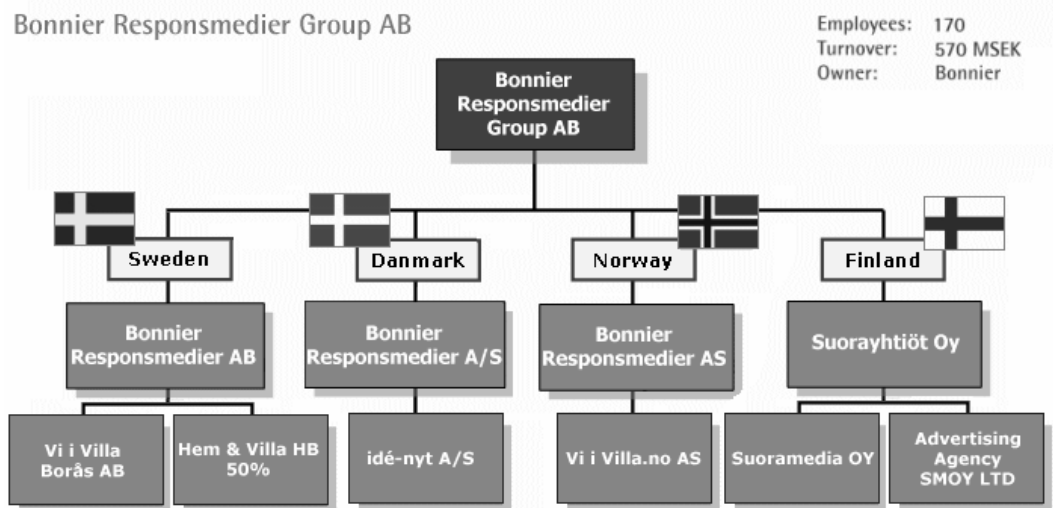 Bonnier Responsmedier Group AB
Employees: 170
Turnover: 570 MSEK
Owner: Bonnier
Bonnier
Responsmedier
Group AB
Sweden
Danmark
Norway
Finland
Bonnier
Responsmedier AB
Bonnier
Responsmedier A/S
Bonnier
Responsmedier AS
Suorayhtiöt Oy
Vi i Villa
Borås AB
Hem & Villa HB
50%
idé-nyt A/S
Vi i Villa.no AS
Suoramedia OY
Advertising
Agency
SMOY LTD